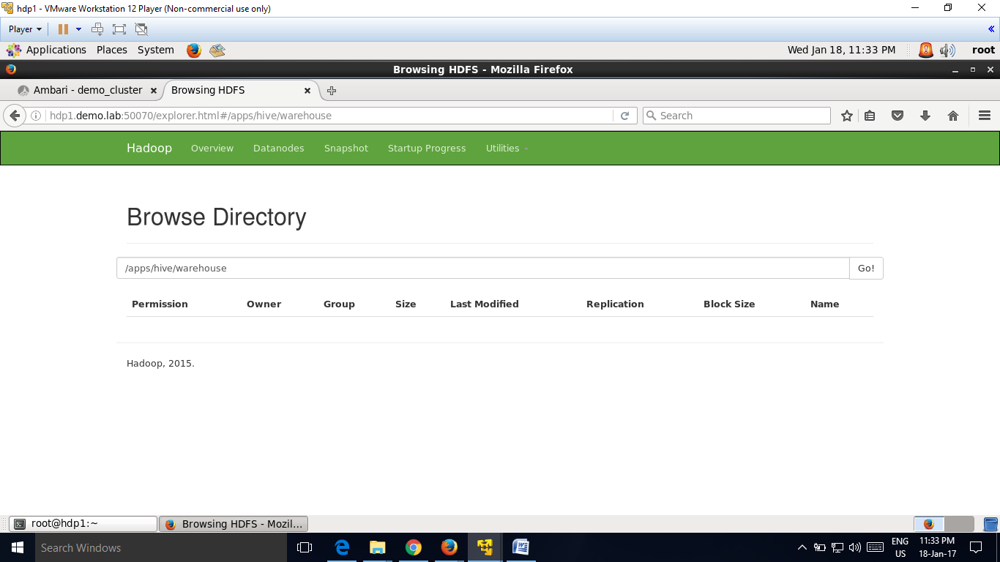 hdp1 - VMware Workstation 12 Player (Non-commercial use only)
Player
Applications Places System Wed Jan 18, 11:33 PM root
Browsing HDFS - Mozilla Firefox
Ambari - demo_cluster Browsing HDFS
hdp1.demo.lab:50070/explorer.html#/apps/hive/warehouse Search
Hadoop Overview Datanodes Snapshot Startup Progress Utilities
Browse Directory
/apps/hive/warehouse Go!
Permission Owner Group Size Last Modified Replication Block Size Name
Hadoop, 2015.
root@hdp1:~ Browsing HDFS - Mozil...
Search Windows ENG 11:33 PM
US 18-Jan-17